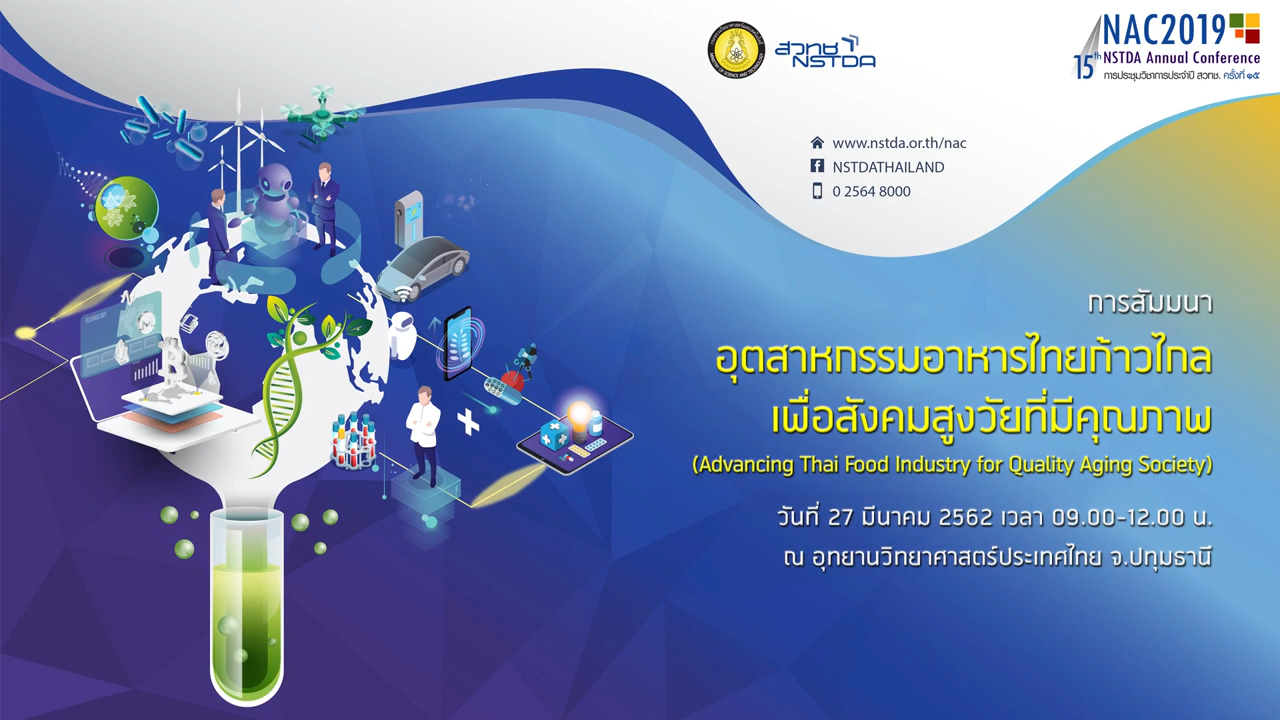 สวทช
NSTDA
NAC2019
15th NSTDA Annual Conference
การประชุมวิชาการประจำปี สวทช. ครั้งที่ ๑๕
www.nstda.or.th/nac
NSTDATHAILAND
0 2564 8000
การสัมมนา
อุตสาหกรรมอาหารไทยก้าวไกล
เพื่อสังคมสูงวัยที่มีคุณภาพ
(Advancing Thai Food Industry for Quality Aging Society)
วันที่ 27 มีนาคม 2562 เวลา 09.00-12.00 น.
ณ อุทยานวิทยาศาสตร์ประเทศไทย จ.ปทุมธานี
TECHNOLOGY